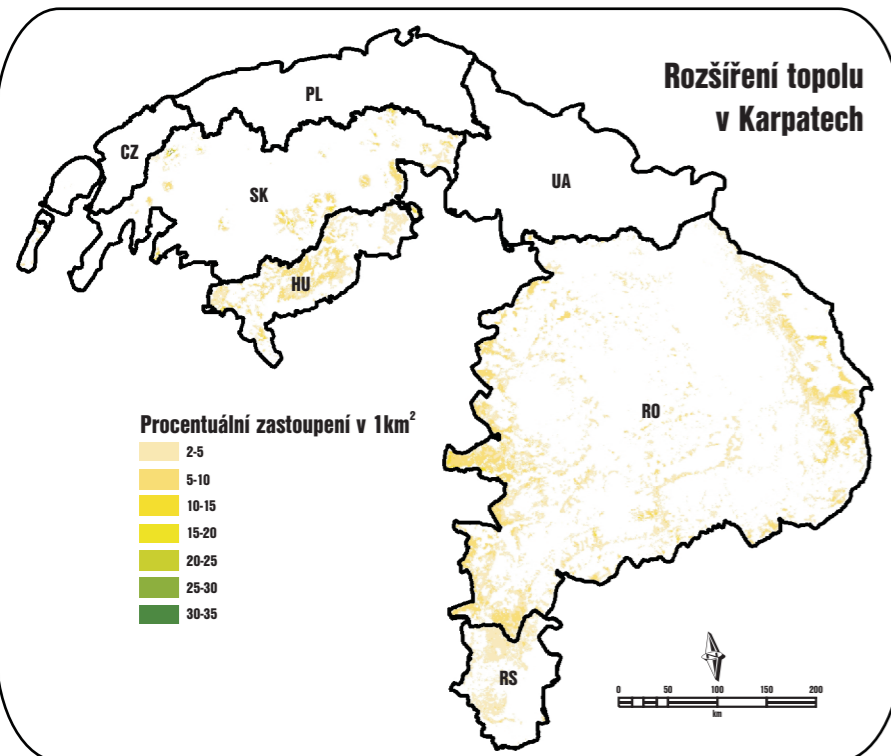 Rozšíření topolu
v Karpatech
PL
CZ
SK
UA
HU
RO
RS
Procentuální zastoupení v 1km²
2-5
5-10
10-15
15-20
20-25
25-30
30-35
0 50 100 150 200
km